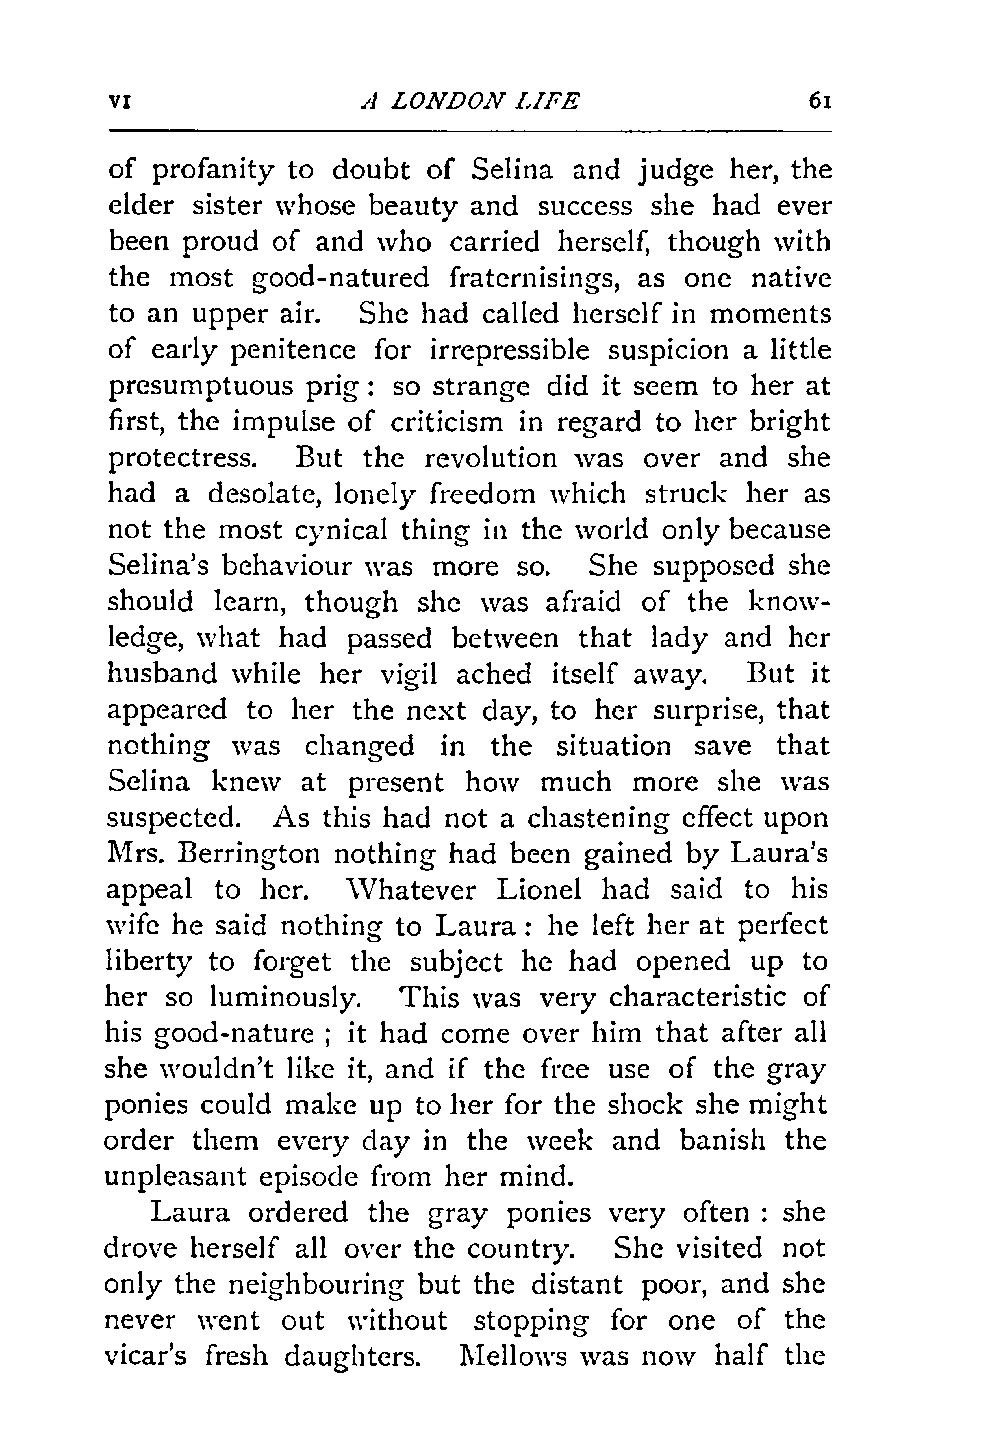 VI A LONDON LIFE 61
of profanity to doubt of Selina and judge her, the
elder sister whose beauty and success she had ever
been proud of and who carried herself, though with
the most good-natured fraternisings, as one native
to an upper air. She had called herself in moments
of early penitence for irrepressible suspicion a little
presumptuous prig : so strange did it seem to her at
first, the impulse of criticism in regard to her bright
protectress. But the revolution was over and she
had a desolate, lonely freedom which struck her as
not the most cynical thing in the world only because
Selina's behaviour was more so. She supposed she
should learn, though she was afraid of the know-
ledge, what had passed between that lady and her
husband while her vigil ached itself away. But it
appeared to her the next day, to her surprise, that
nothing was changed in the situation save that
Selina knew at present how much more she was
suspected. As this had not a chastening effect upon
Mrs. Berrington nothing had been gained by Laura's
appeal to her. Whatever Lionel had said to his
wife he said nothing to Laura : he left her at perfect
liberty to forget the subject he had opened up to
her so luminously. This was very characteristic of
his good-nature ; it had come over him that after all
she wouldn't like it, and if the free use of the gray
ponies could make up to her for the shock she might
order them every day in the week and banish the
unpleasant episode from her mind.
Laura ordered the gray ponies very often : she
drove herself all over the country. She visited not
only the neighbouring but the distant poor, and she
never went out without stopping for one of the
vicar's fresh daughters. Mellows was now half the